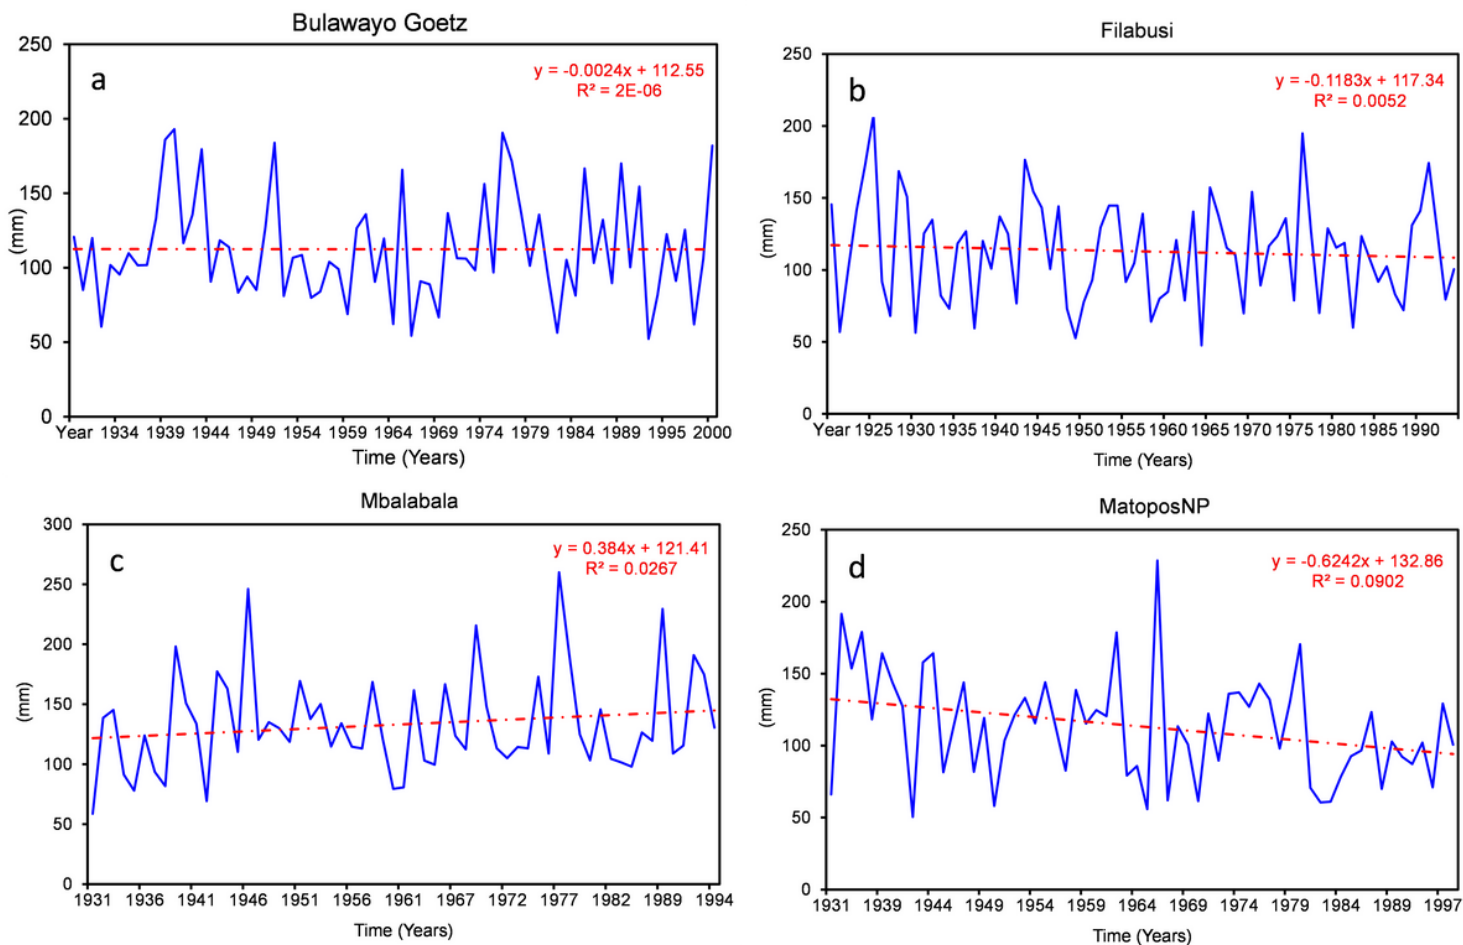 Bulawayo Goetz
a
y = -0.0024x + 112.55
R² = 2E-06
250
200
150
100
50
0
(mm)
Year 1934 1939 1944 1949 1954 1959 1964 1969 1974 1979 1984 1989 1995 2000
Time (Years)
Filabusi
b
y = -0.1183x + 117.34
R² = 0.0052
250
200
150
100
50
0
(mm)
Year 1925 1930 1935 1940 1945 1950 1955 1960 1965 1970 1975 1980 1985 1990
Time (Years)
Mbalabala
c
y = 0.384x + 121.41
R² = 0.0267
300
250
200
150
100
50
0
(mm)
1931 1936 1941 1946 1951 1956 1961 1967 1972 1977 1982 1989 1994
Time (Years)
MatoposNP
d
y = -0.6242x + 132.86
R² = 0.0902
250
200
150
100
50
0
(mm)
1931 1939 1944 1949 1954 1959 1964 1969 1974 1979 1984 1989 1997
Time (Years)